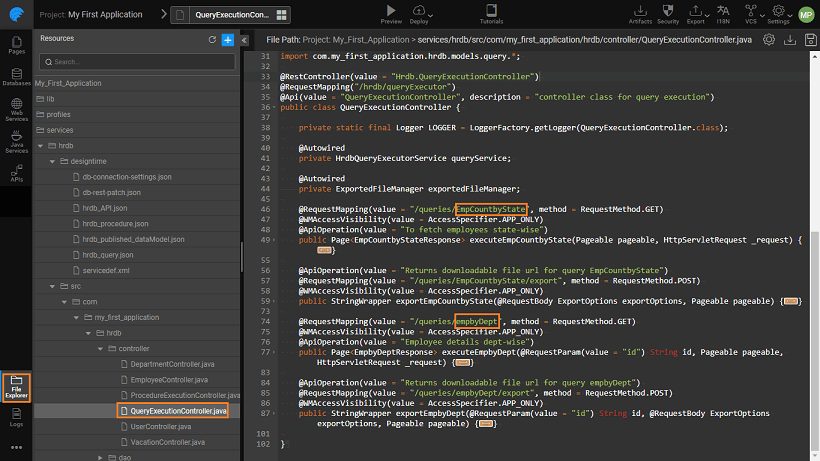 Project: My First Application
QueryExecutionCon...
Preview
Deploy
Tutorials
Artifacts
Security
Export
I18N
VCS
Settings
MP
Pages
Databases
Web Services
Java Services
APIs
File Explorer
Logs
Resources
Search...
My_First_Application
lib
profiles
services
hrdb
designtime
db-connection-settings.json
db-rest-patch.json
hrdb_API.json
hrdb_procedure.json
hrdb_published_dataModel.json
hrdb_query.json
servicedef.xml
src
com
my_first_application
hrdb
controller
DepartmentController.java
EmployeeController.java
ProcedureExecutionController.java
QueryExecutionController.java
UserController.java
VacationController.java
dao
File Path: Project: My_First_Application > services/hrdb/src/com/my_first_application/hrdb/controller/QueryExecutionController.java
31 import com.my_first_application.hrdb.models.query.*;
32
33 @RestController(value = "Hrdb.QueryExecutionController")
34 @RequestMapping("/hrdb/queryExecutor")
35 @Api(value = "QueryExecutionController", description = "controller class for query execution")
36 public class QueryExecutionController {
37
38 private static final Logger LOGGER = LoggerFactory.getLogger(QueryExecutionController.class);
39
40 @Autowired
41 private HrdbQueryExecutorService queryService;
42
43 @Autowired
44 private ExportedFileManager exportedFileManager;
45
46 @RequestMapping(value = "/queries/EmpCountbyState", method = RequestMethod.GET)
47 @WMAccessVisibility(value = AccessSpecifier.APP_ONLY)
48 @ApiOperation(value = "To fetch employees state-wise")
49 public Page<EmpCountbyStateResponse> executeEmpCountbyState(Pageable pageable, HttpServletRequest _request) {
}
55
56 @ApiOperation(value = "Returns downloadable file url for query EmpCountbyState")
57 @RequestMapping(value = "/queries/EmpCountbyState/export", method = RequestMethod.POST)
58 @WMAccessVisibility(value = AccessSpecifier.APP_ONLY)
59 public StringWrapper exportEmpCountbyState(@RequestBody ExportOptions exportOptions, Pageable pageable) {}
73
74 @RequestMapping(value = "/queries/empbyDept", method = RequestMethod.GET)
75 @WMAccessVisibility(value = AccessSpecifier.APP_ONLY)
76 @ApiOperation(value = "Employee details dept-wise")
77 public Page<EmpbyDeptResponse> executeEmpbyDept(@RequestParam(value = "id") String id, Pageable pageable,
HttpServletRequest _request) {}
83
84 @ApiOperation(value = "Returns downloadable file url for query empbyDept")
85 @RequestMapping(value = "/queries/empbyDept/export", method = RequestMethod.POST)
86 @WMAccessVisibility(value = AccessSpecifier.APP_ONLY)
87 public StringWrapper exportEmpbyDept(@RequestParam(value = "id") String id, @RequestBody ExportOptions
exportOptions, Pageable pageable) {}
101
102 }